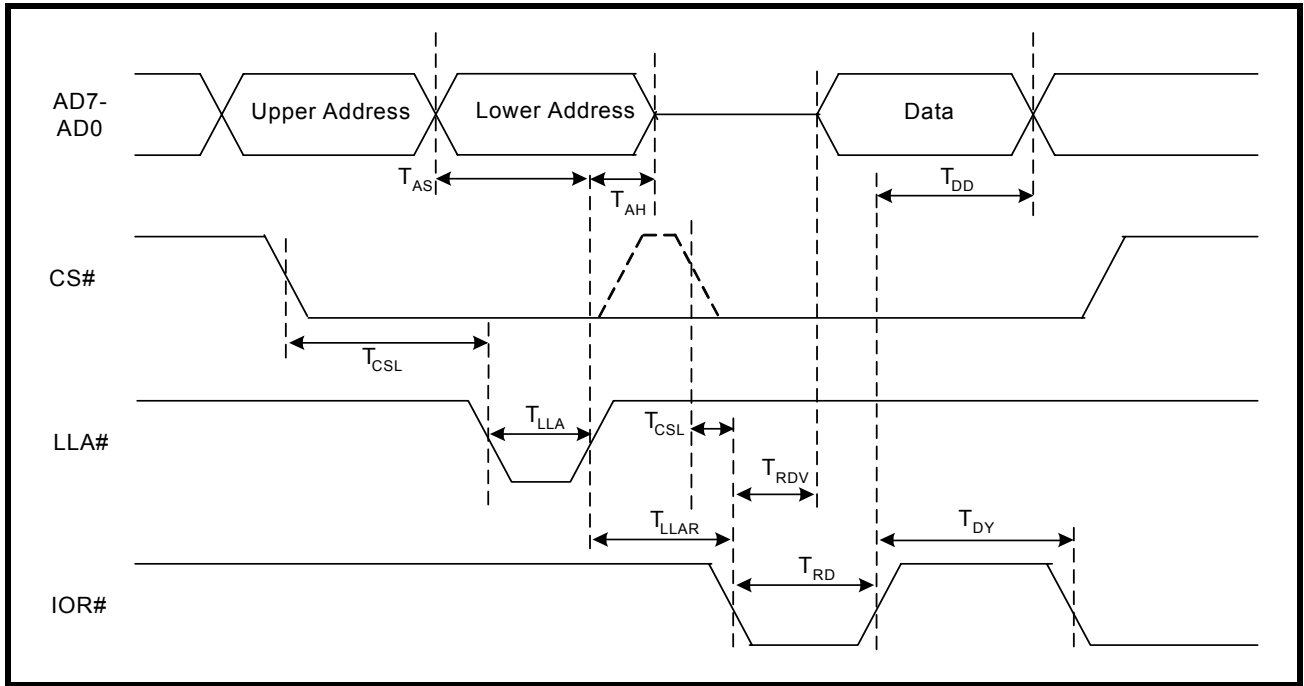 AD7-
AD0
Upper Address
Lower Address
Data
TAS
TAH
TDD
CS#
TCSL
LLA#
TLLA
TCSL
TRDV
TLLAR
TDY
IOR#
TRD